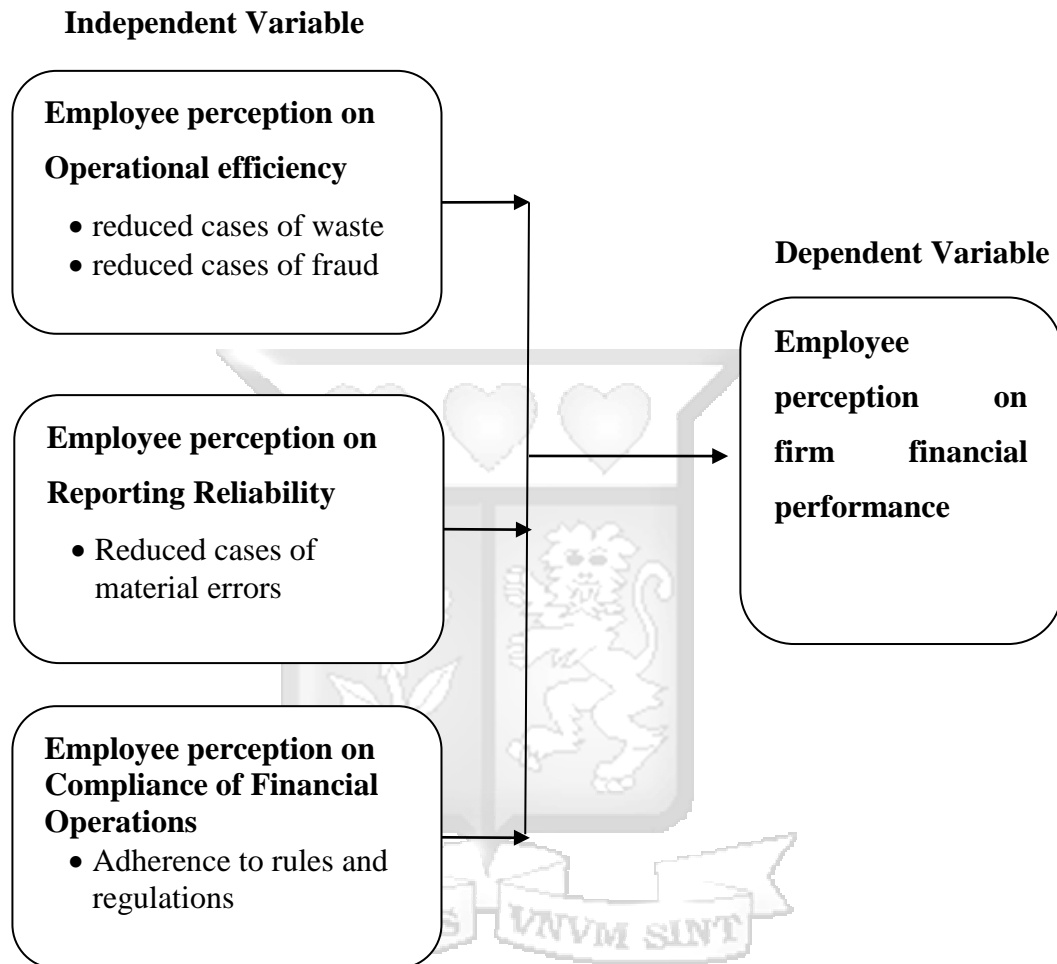 Independent Variable
Employee perception on
Operational efficiency
• reduced cases of waste
• reduced cases of fraud
Employee perception on
Reporting Reliability
• Reduced cases of
material errors
Employee perception on
Compliance of Financial
Operations
• Adherence to rules and
regulations
Dependent Variable
Employee
perception on
firm financial
performance
VNVM SINT